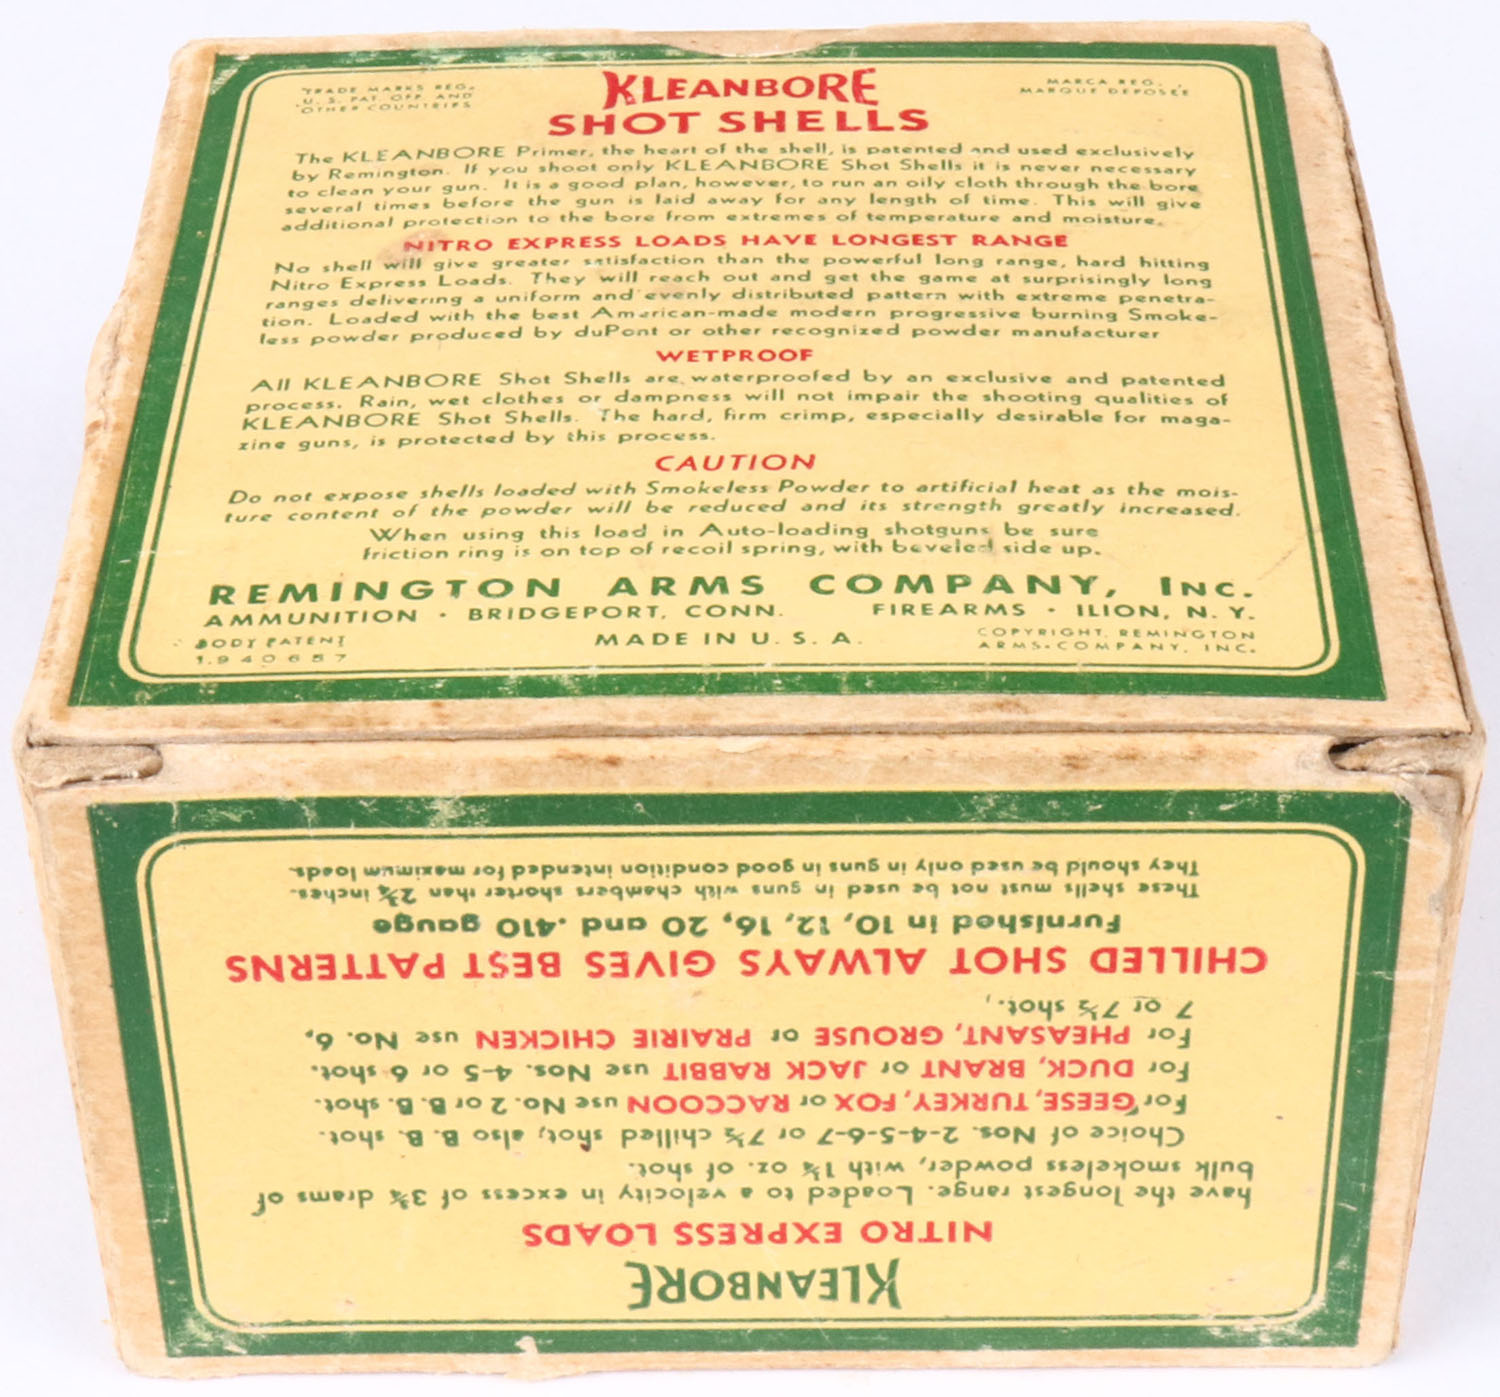 TRADE MARKS REG.
U. S. PAT. OFF. AND
OTHER COUNTRIES
KLEANBORE
MARCA REG.
MARQUE DEPOSÉE
SHOT SHELLS
The KLEANBORE Primer, the heart of the shell, is patented and used exclusively
by Remington. If you shoot only KLEANBORE Shot Shells it is never necessary
to clean your gun. It is a good plan, however, to run an oily cloth through the bore
several times before the gun is laid away for any length of time. This will give
additional protection to the bore from extremes of temperature and moisture.
NITRO EXPRESS LOADS HAVE LONGEST RANGE
No shell will give greater satisfaction than the powerful long range, hard hitting
Nitro Express Loads. They will reach out and get the game at surprisingly long
ranges delivering a uniform and evenly distributed pattern with extreme penetra-
tion. Loaded with the best American-made modern progressive burning Smoke-
less powder produced by duPont or other recognized powder manufacturer
WETPROOF
All KLEANBORE Shot Shells are waterproofed by an exclusive and patented
process. Rain, wet clothes or dampness will not impair the shooting qualities of
KLEANBORE Shot Shells. The hard, firm crimp, especially desirable for maga-
zine guns, is protected by this process.
CAUTION
Do not expose shells loaded with Smokeless Powder to artificial heat as the mois-
ture content of the powder will be reduced and its strength greatly increased.
When using this load in Auto-loading shotguns be sure
friction ring is on top of recoil spring, with beveled side up.
REMINGTON ARMS COMPANY, INC.
AMMUNITION · BRIDGEPORT, CONN. FIREARMS · ILION, N. Y.
BODY PATENT
1,940,657
MADE IN U. S. A.
COPYRIGHT, REMINGTON
ARMS COMPANY, INC.
KLEANBORE
NITRO EXPRESS LOADS
have the longest range. Loaded to a velocity in excess of 3¾ drams of
bulk smokeless powder, with 1¼ oz. of shot.
Choice of Nos. 2-4-5-6-7 or 7½ chilled shot; also B. B. shot.
For GEESE, TURKEY, FOX or RACCOON use No. 2 or B. B. shot.
For DUCK, BRANT or JACK RABBIT use Nos. 4-5 or 6 shot.
For PHEASANT, GROUSE or PRAIRIE CHICKEN use No. 6,
7 or 7½ shot.
CHILLED SHOT ALWAYS GIVES BEST PATTERNS
Furnished in 10, 12, 16, 20 and .410 gauge
These shells must not be used in guns with chambers shorter than 2¾ inches.
They should be used only in guns in good condition intended for maximum loads.